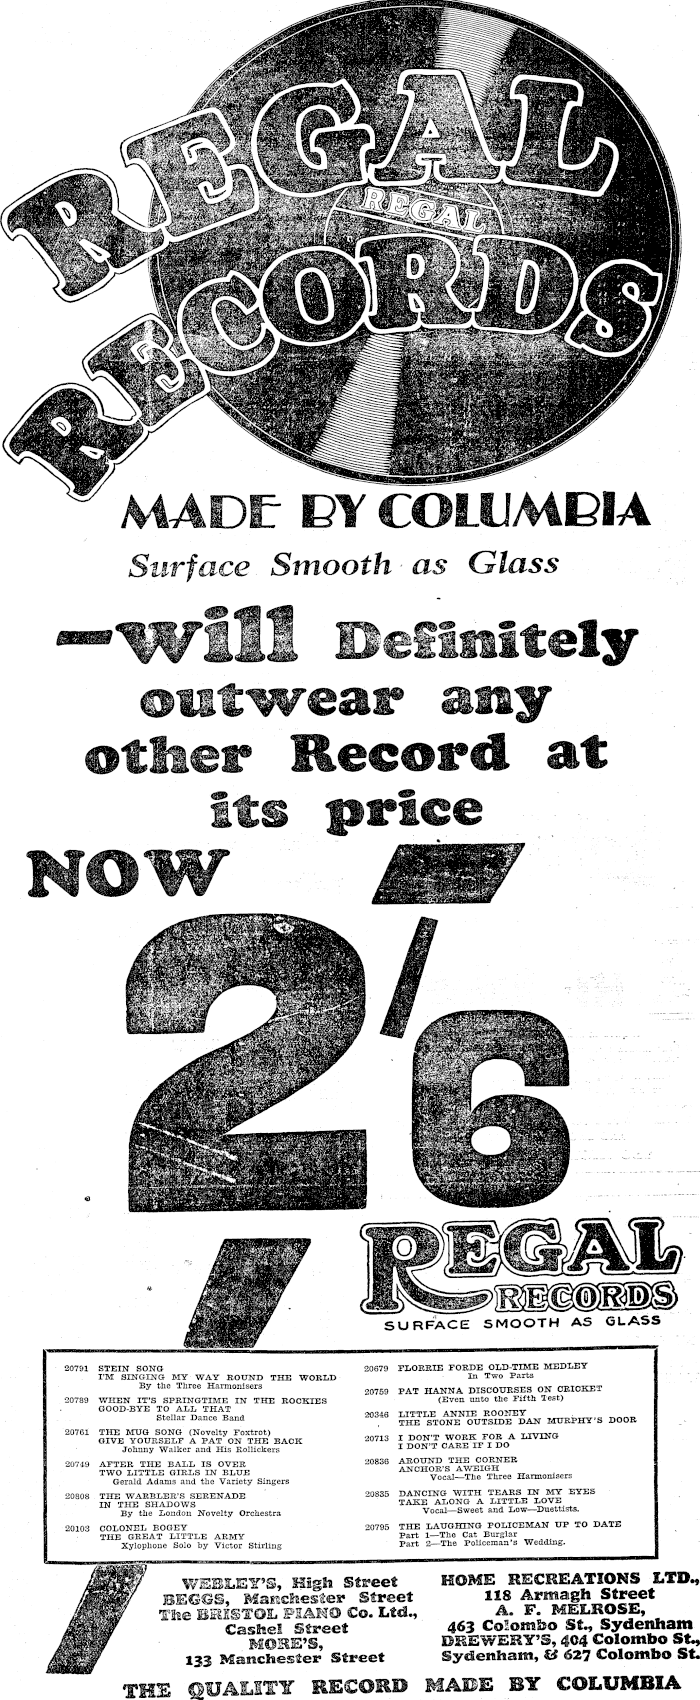 REGAL
REGAL
RECORDS
MADE BY COLUMBIA
Surface Smooth as Glass
—will Definitely
outwear any
other Record at
its price
NOW
2/6
REGAL
RECORDS
SURFACE SMOOTH AS GLASS
20791 STEIN SONG
I'M SINGING MY WAY ROUND THE WORLD
By the Three Harmonisers
20789 WHEN IT'S SPRINGTIME IN THE ROCKIES
GOOD-BYE TO ALL THAT
Stellar Dance Band
20761 THE MUG SONG (Novelty Foxtrot)
GIVE YOURSELF A PAT ON THE BACK
Johnny Walker and His Rollickers
20749 AFTER THE BALL IS OVER
TWO LITTLE GIRLS IN BLUE
Gerald Adams and the Variety Singers
20808 THE WARBLER'S SERENADE
IN THE SHADOWS
By the London Novelty Orchestra
20103 COLONEL BOGEY
THE GREAT LITTLE ARMY
Xylophone Solo by Victor Stirling
20679 FLORRIE FORDE OLD-TIME MEDLEY
In Two Parts
20759 PAT HANNA DISCOURSES ON CRICKET
(Even unto the Fifth Test)
20346 LITTLE ANNIE ROONEY
THE STONE OUTSIDE DAN MURPHY'S DOOR
20713 I DON'T WORK FOR A LIVING
I DON'T CARE IF I DO
20836 AROUND THE CORNER
ANCHOR'S AWEIGH
Vocal—The Three Harmonisers
20835 DANCING WITH TEARS IN MY EYES
TAKE ALONG A LITTLE LOVE
Vocal—Sweet and Low—Duettists.
20795 THE LAUGHING POLICEMAN UP TO DATE
Part 1—The Cat Burglar
Part 2—The Policeman's Wedding.
WEBLEY'S, High Street
BEGGS, Manchester Street
The BRISTOL PIANO Co. Ltd.,
Cashel Street
MORE'S,
133 Manchester Street
HOME RECREATIONS LTD.,
118 Armagh Street
A. F. MELROSE,
463 Colombo St., Sydenham
DREWERY'S, 404 Colombo St.,
Sydenham, & 627 Colombo St.
THE QUALITY RECORD MADE BY COLUMBIA